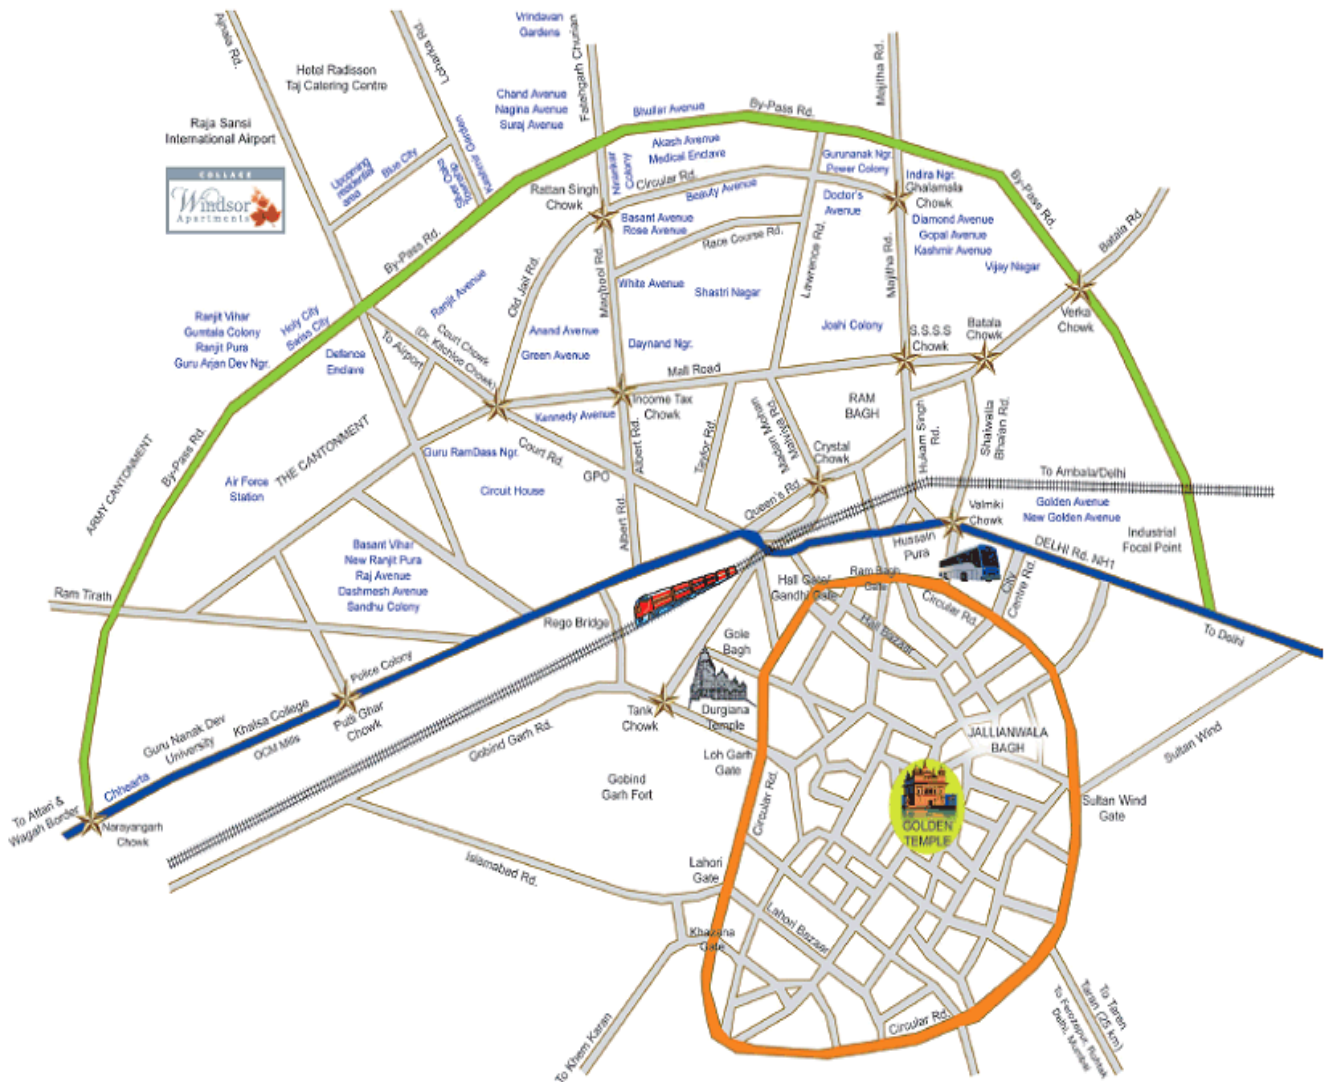 Ajnala Rd.
Loharka Rd.
Vrindavan
Gardens
Fatehgarh Churian
Majitha Rd.
Hotel Radisson
Taj Catering Centre
Chand Avenue
Nagina Avenue
Suraj Avenue
Bhullar Avenue
By-Pass Rd.
Raja Sansi
International Airport
COLLAGE
Windsor
Apartments
Upcoming
residential
area
Blue City
Kashmir Garden
Township
Akash Avenue
Medical Enclave
Nirankar
Colony
Circular Rd.
Beauty Avenue
Gurunanak Ngr.
Power Colony
Indira Ngr.
Ghalamala
Chowk
By-Pass Rd.
Rattan Singh
Chowk
Basant Avenue
Rose Avenue
Doctor's
Avenue
Diamond Avenue
Gopal Avenue
Kashmir Avenue
Vijay Nagar
Batala Rd.
By-Pass Rd.
Race Course Rd.
Lawrence Rd.
Majitha Rd.
Old Jail Rd.
Maqbool Rd.
Ranjit Avenue
White Avenue
Shastri Nagar
Verka
Chowk
Ranjit Vihar
Gumtala Colony
Ranjit Pura
Guru Arjan Dev Ngr.
Holy City
Swiss City
Defence
Enclave
To Airport
Court Chowk
(Dr. Kachloo Chowk)
Anand Avenue
Green Avenue
Daynand Ngr.
Joshi Colony
S.S.S.S
Chowk
Batala
Chowk
Mall Road
Income Tax
Chowk
Kennedy Avenue
RAM
BAGH
ARMY CANTONMENT
By-Pass Rd.
THE CANTONMENT
Air Force
Station
Guru RamDass Ngr.
Court Rd.
Circuit House
GPO
Albert Rd.
Albert Rd.
Taylor Rd.
Madan Mohan
Malviya Rd.
Crystal
Chowk
Queen's Rd.
Hukam Singh
Rd.
Shaiwalla
Bhaian Rd.
To Ambala/Delhi
Golden Avenue
New Golden Avenue
Valmiki
Chowk
Industrial
Focal Point
DELHI Rd. NH1
Hussain
Pura
Basant Vihar
New Ranjit Pura
Raj Avenue
Dashmesh Avenue
Sandhu Colony
Ram Tirath
Rego Bridge
Hall Gate/
Gandhi Gate
Ram Bagh
Gate
Circular Rd.
City
Centre Rd.
To Delhi
Hall Bazaar
Gole
Bagh
Durgiana
Temple
Police Colony
Putli Ghar
Chowk
Khalsa College
OCM Mills
Guru Nanak Dev
University
Chhearta
To Attari &
Wagah Border
Narayangarh
Chowk
Tank
Chowk
Gobind Garh Rd.
Loh Garh
Gate
Gobind
Garh Fort
Circular Rd.
JALLIANWALA
BAGH
Sultan Wind
GOLDEN
TEMPLE
Sultan Wind
Gate
Islamabad Rd.
Lahori
Gate
Khazana
Gate
Lahori Bazaar
Circular Rd.
To Khem Karan
To Taren
Taran (25 km)
To Ferozepur, Ruhtak
Delhi, Mumbai